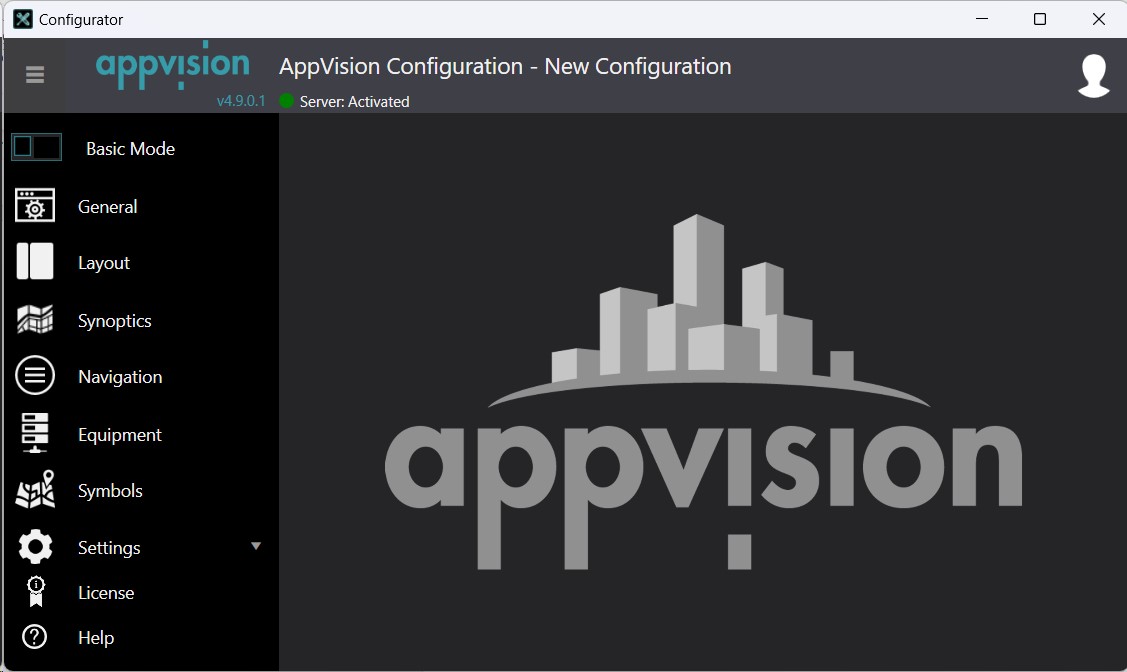 Configurator
appvision
v4.9.0.1
AppVision Configuration - New Configuration
Server: Activated
Basic Mode
General
Layout
Synoptics
Navigation
Equipment
Symbols
Settings
License
Help
appvision